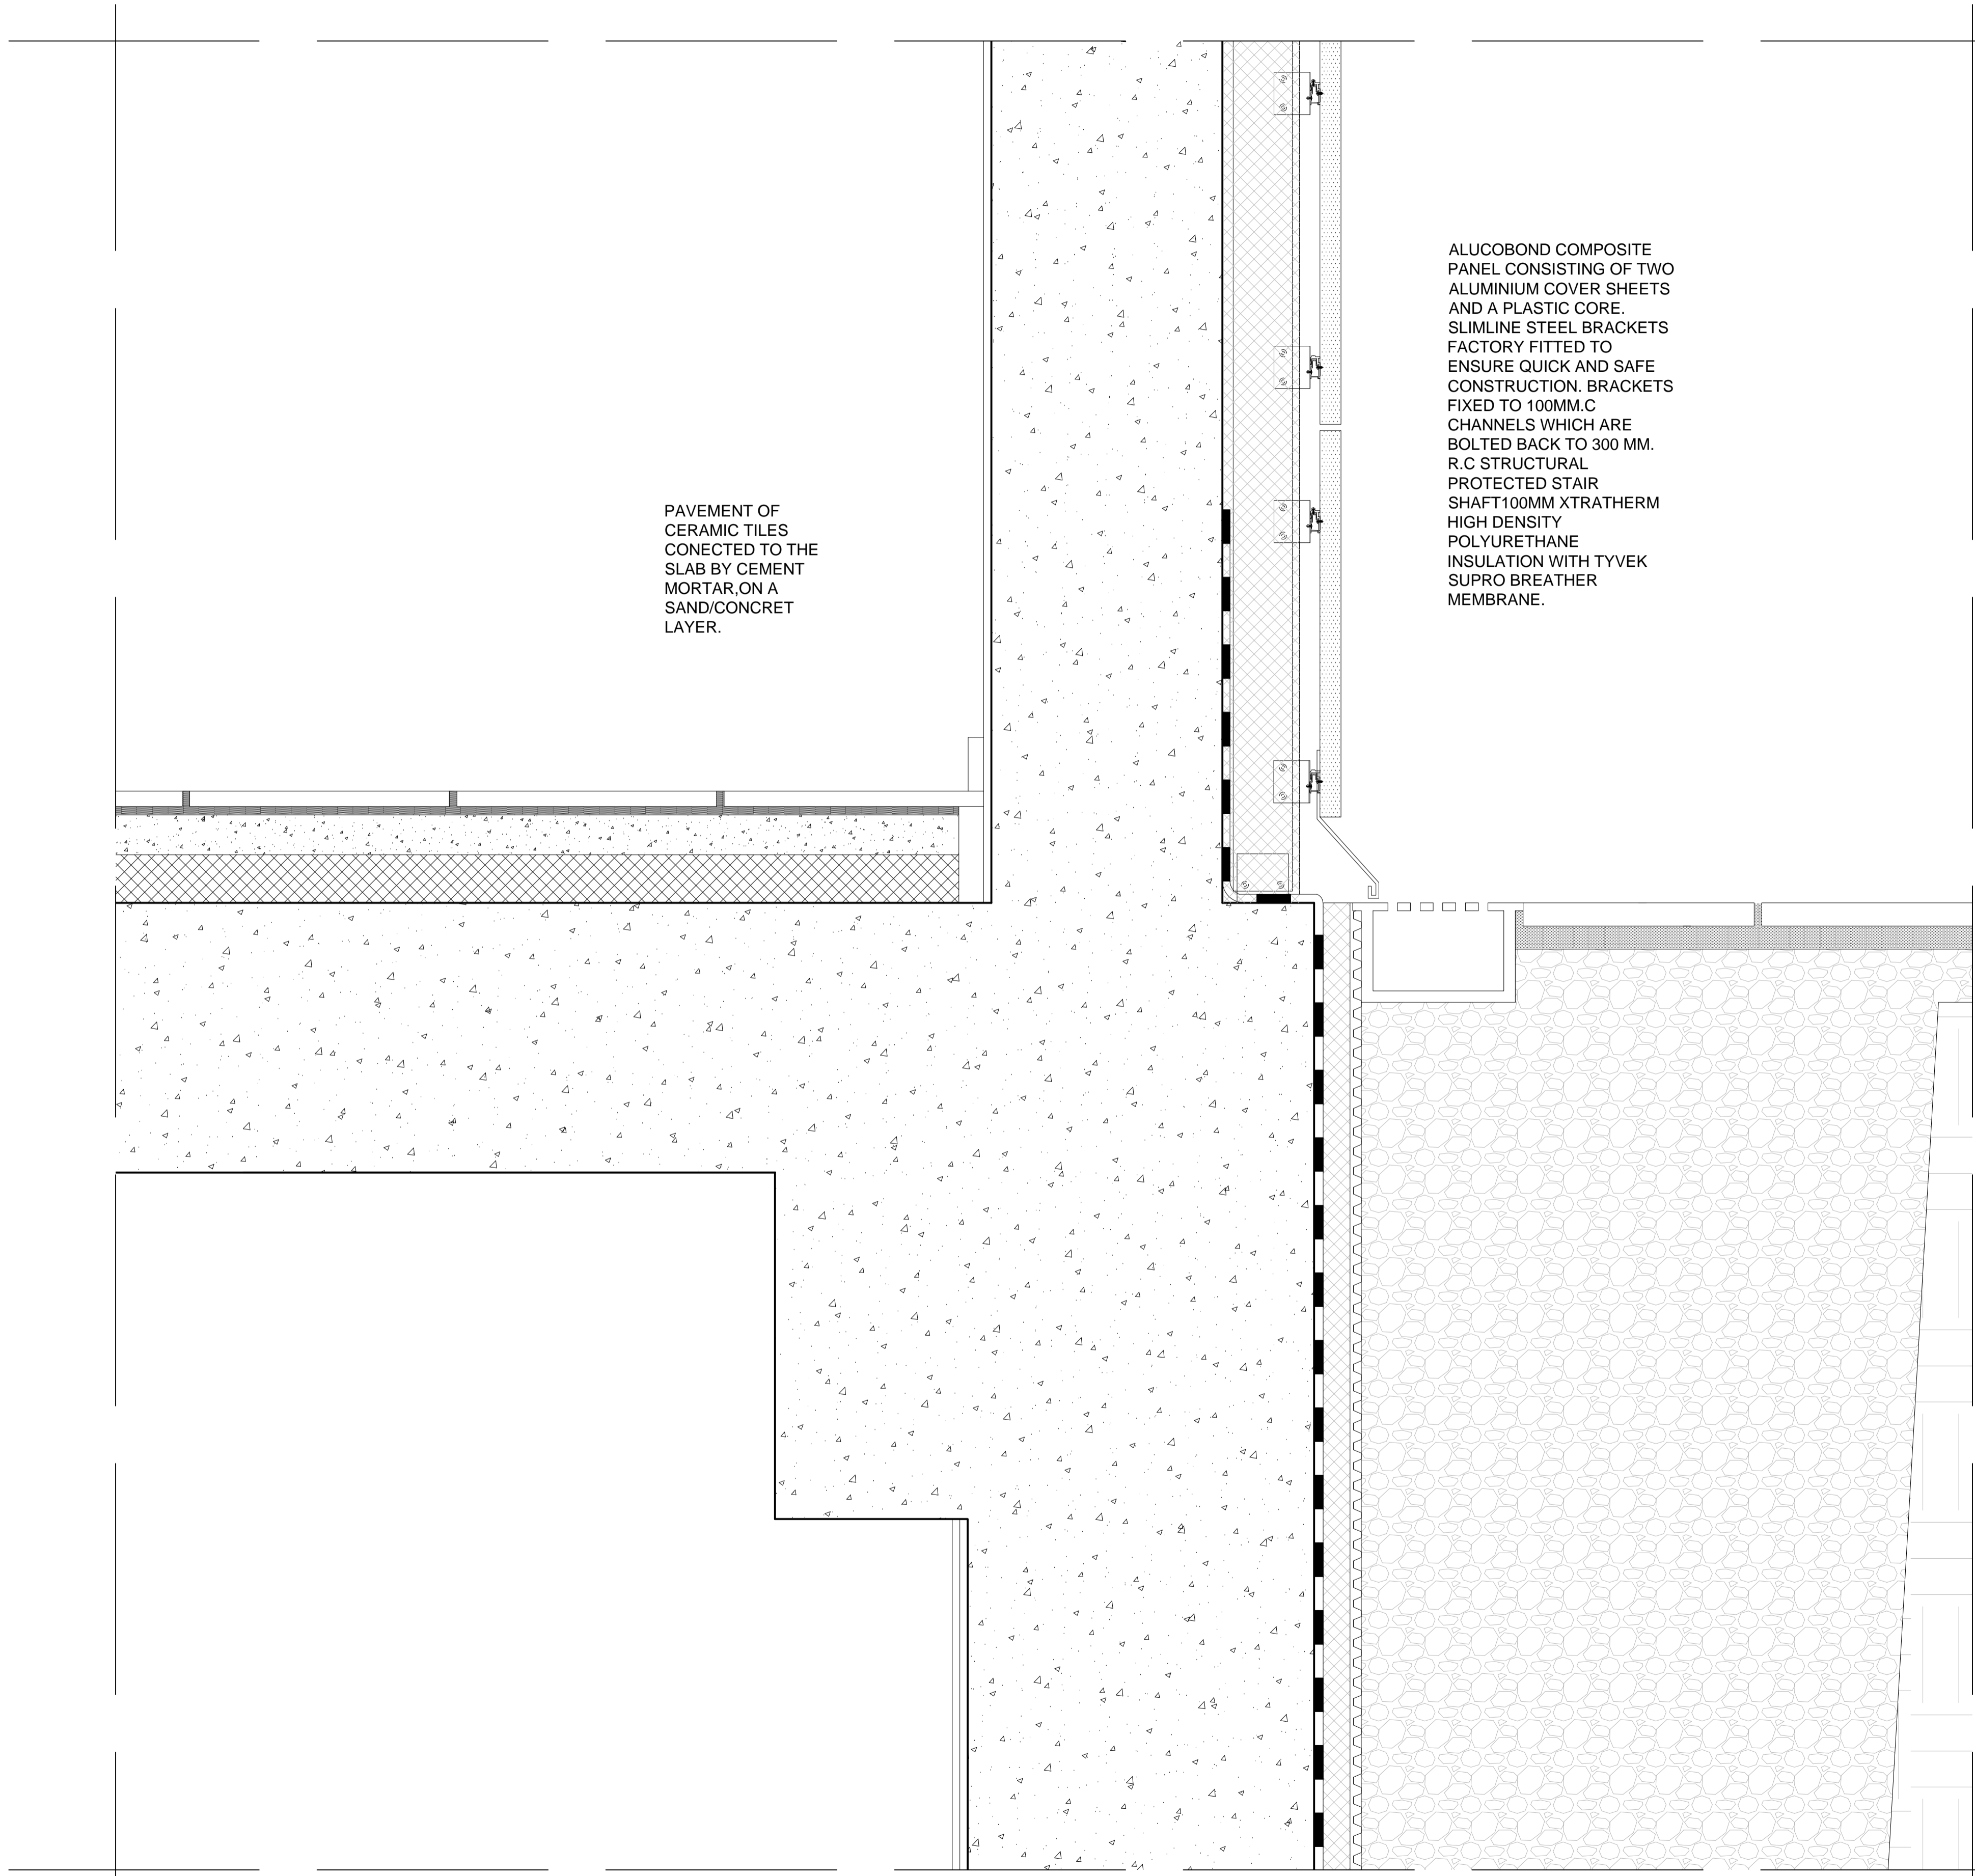 PAVEMENT OF
CERAMIC TILES
CONECTED TO THE
SLAB BY CEMENT
MORTAR,ON A
SAND/CONCRET
LAYER.
ALUCOBOND COMPOSITE
PANEL CONSISTING OF TWO
ALUMINIUM COVER SHEETS
AND A PLASTIC CORE.
SLIMLINE STEEL BRACKETS
FACTORY FITTED TO
ENSURE QUICK AND SAFE
CONSTRUCTION. BRACKETS
FIXED TO 100MM.C
CHANNELS WHICH ARE
BOLTED BACK TO 300 MM.
R.C STRUCTURAL
PROTECTED STAIR
SHAFT100MM XTRATHERM
HIGH DENSITY
POLYURETHANE
INSULATION WITH TYVEK
SUPRO BREATHER
MEMBRANE.